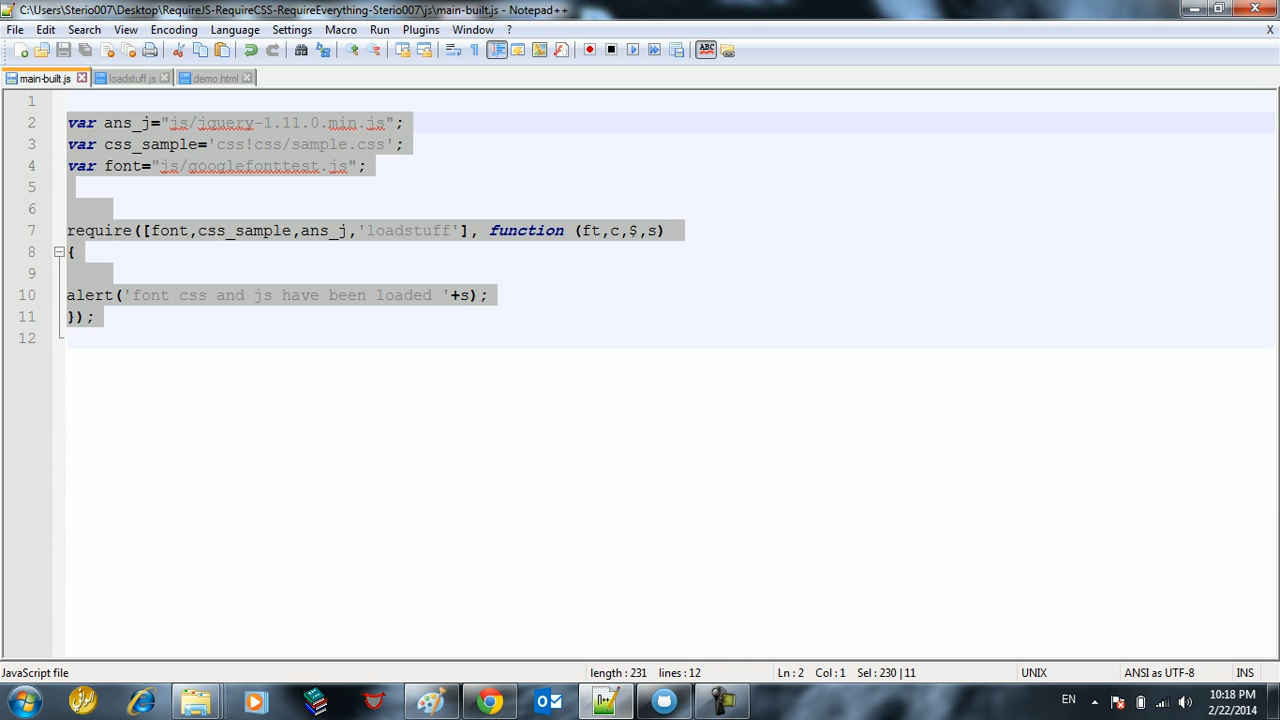 C:\Users\Sterio007\Desktop\RequireJS-RequireCSS-RequireEverything-Sterio007\js\main-built.js - Notepad++
File Edit Search View Encoding Language Settings Macro Run Plugins Window ? X
ABC
main-built.js loadstuff.js demo.html
1
2 var ans_j="js/jquery-1.11.0.min.js";
3 var css_sample='css!css/sample.css';
4 var font="js/googlefonttest.js";
5
6
7 require([font,css_sample,ans_j,'loadstuff'], function (ft,c,$,s)
8 {
9
10 alert('font css and js have been loaded '+s);
11 });
12
JavaScript file length : 231 lines : 12 Ln : 2 Col : 1 Sel : 230 | 11 UNIX ANSI as UTF-8 INS
EN 10:18 PM
2/22/2014